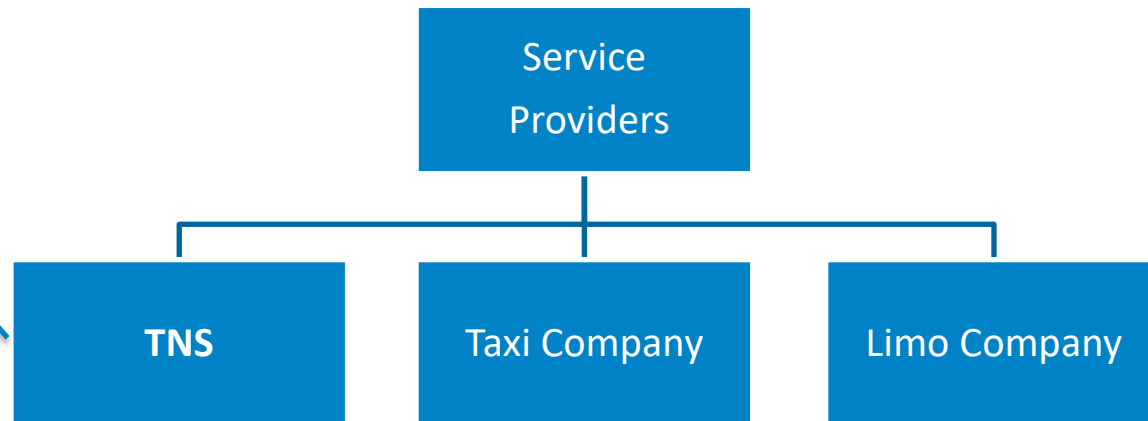 Service
Providers
TNS
Taxi Company
Limo Company